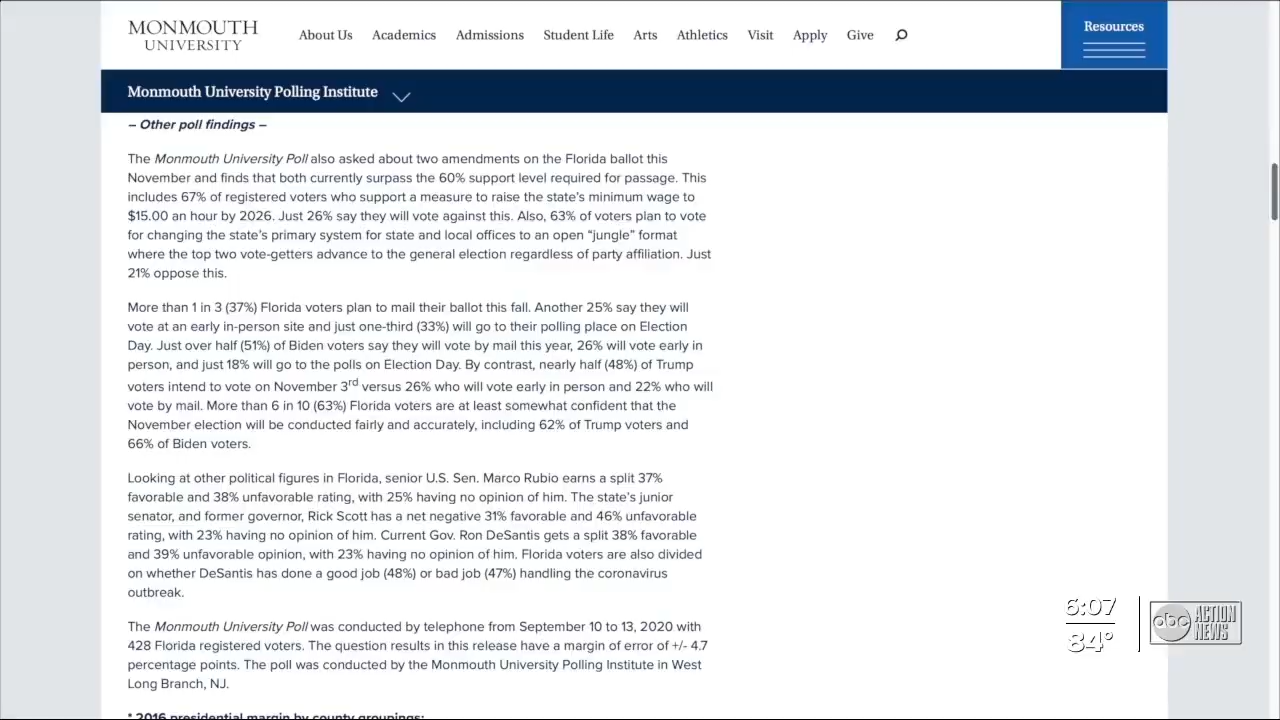 MONMOUTH
UNIVERSITY
About Us Academics Admissions Student Life Arts Athletics Visit Apply Give
Resources
Monmouth University Polling Institute
– Other poll findings –
The Monmouth University Poll also asked about two amendments on the Florida ballot this
November and finds that both currently surpass the 60% support level required for passage. This
includes 67% of registered voters who support a measure to raise the state’s minimum wage to
$15.00 an hour by 2026. Just 26% say they will vote against this. Also, 63% of voters plan to vote
for changing the state’s primary system for state and local offices to an open “jungle” format
where the top two vote-getters advance to the general election regardless of party affiliation. Just
21% oppose this.
More than 1 in 3 (37%) Florida voters plan to mail their ballot this fall. Another 25% say they will
vote at an early in-person site and just one-third (33%) will go to their polling place on Election
Day. Just over half (51%) of Biden voters say they will vote by mail this year, 26% will vote early in
person, and just 18% will go to the polls on Election Day. By contrast, nearly half (48%) of Trump
voters intend to vote on November 3rd versus 26% who will vote early in person and 22% who will
vote by mail. More than 6 in 10 (63%) Florida voters are at least somewhat confident that the
November election will be conducted fairly and accurately, including 62% of Trump voters and
66% of Biden voters.
Looking at other political figures in Florida, senior U.S. Sen. Marco Rubio earns a split 37%
favorable and 38% unfavorable rating, with 25% having no opinion of him. The state’s junior
senator, and former governor, Rick Scott has a net negative 31% favorable and 46% unfavorable
rating, with 23% having no opinion of him. Current Gov. Ron DeSantis gets a split 38% favorable
and 39% unfavorable opinion, with 23% having no opinion of him. Florida voters are also divided
on whether DeSantis has done a good job (48%) or bad job (47%) handling the coronavirus
outbreak.
The Monmouth University Poll was conducted by telephone from September 10 to 13, 2020 with
428 Florida registered voters. The question results in this release have a margin of error of +/- 4.7
percentage points. The poll was conducted by the Monmouth University Polling Institute in West
Long Branch, NJ.
* 2016 presidential margin by county groupings:
6:07
84°
abc ACTION
NEWS